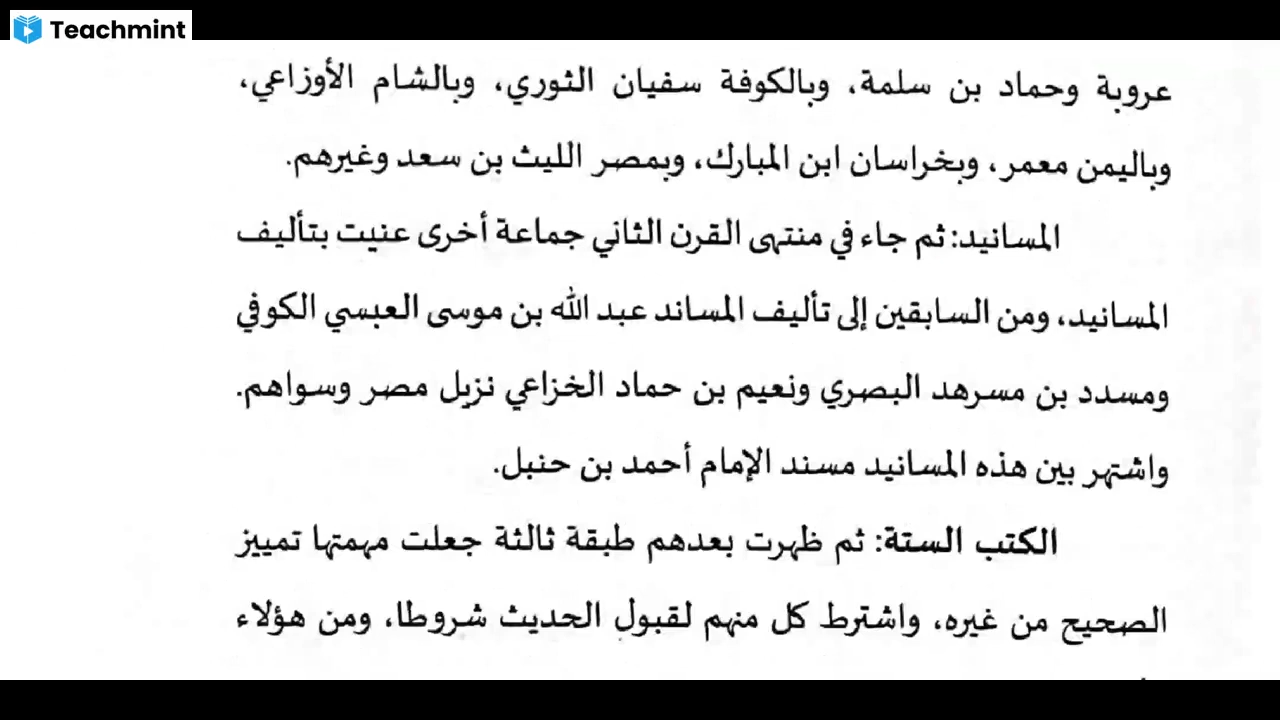 Teachmint
عروبة وحماد بن سلمة، وبالكوفة سفيان الثوري، وبالشام الأوزاعي،
وباليمن معمر، وبخراسان ابن المبارك، وبمصر الليث بن سعد وغيرهم.
المسانيد: ثم جاء في منتهى القرن الثاني جماعة أخرى عنيت بتأليف
المسانيد، ومن السابقين إلى تأليف المساند عبد الله بن موسى العبسي الكوفي
ومسدد بن مسرهد البصري ونعيم بن حماد الخزاعي نزيل مصر وسواهم.
واشتهر بين هذه المسانيد مسند الإمام أحمد بن حنبل.
الكتب الستة: ثم ظهرت بعدهم طبقة ثالثة جعلت مهمتها تمييز
الصحيح من غيره، واشترط كل منهم لقبول الحديث شروطا، ومن هؤلاء